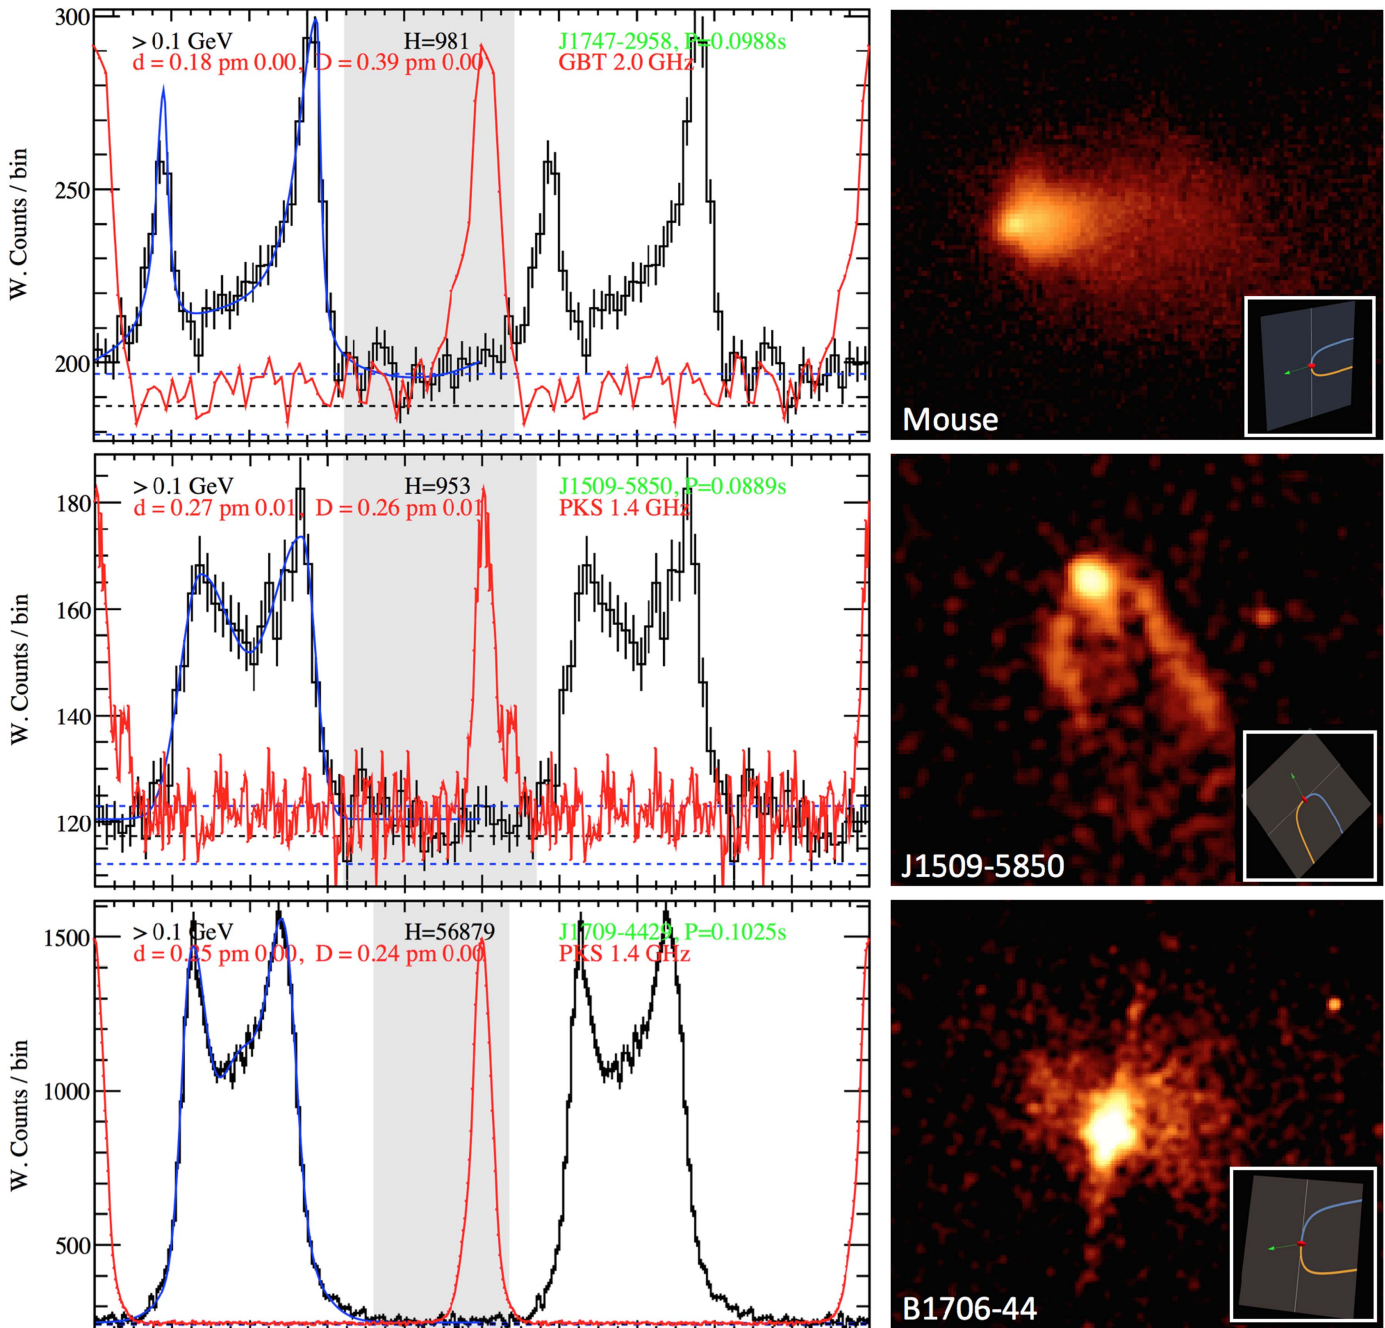 300
250
200
W. Counts / bin
> 0.1 GeV
H=981
J1747-2958, P=0.0988s
d = 0.18 pm 0.00, D = 0.39 pm 0.00
GBT 2.0 GHz
Mouse
180
160
140
120
W. Counts / bin
> 0.1 GeV
H=953
J1509-5850, P=0.0889s
d = 0.27 pm 0.01, D = 0.26 pm 0.01
PKS 1.4 GHz
J1509-5850
1500
1000
500
W. Counts / bin
> 0.1 GeV
H=56879
J1709-4429, P=0.1025s
d = 0.25 pm 0.00, D = 0.24 pm 0.00
PKS 1.4 GHz
B1706-44